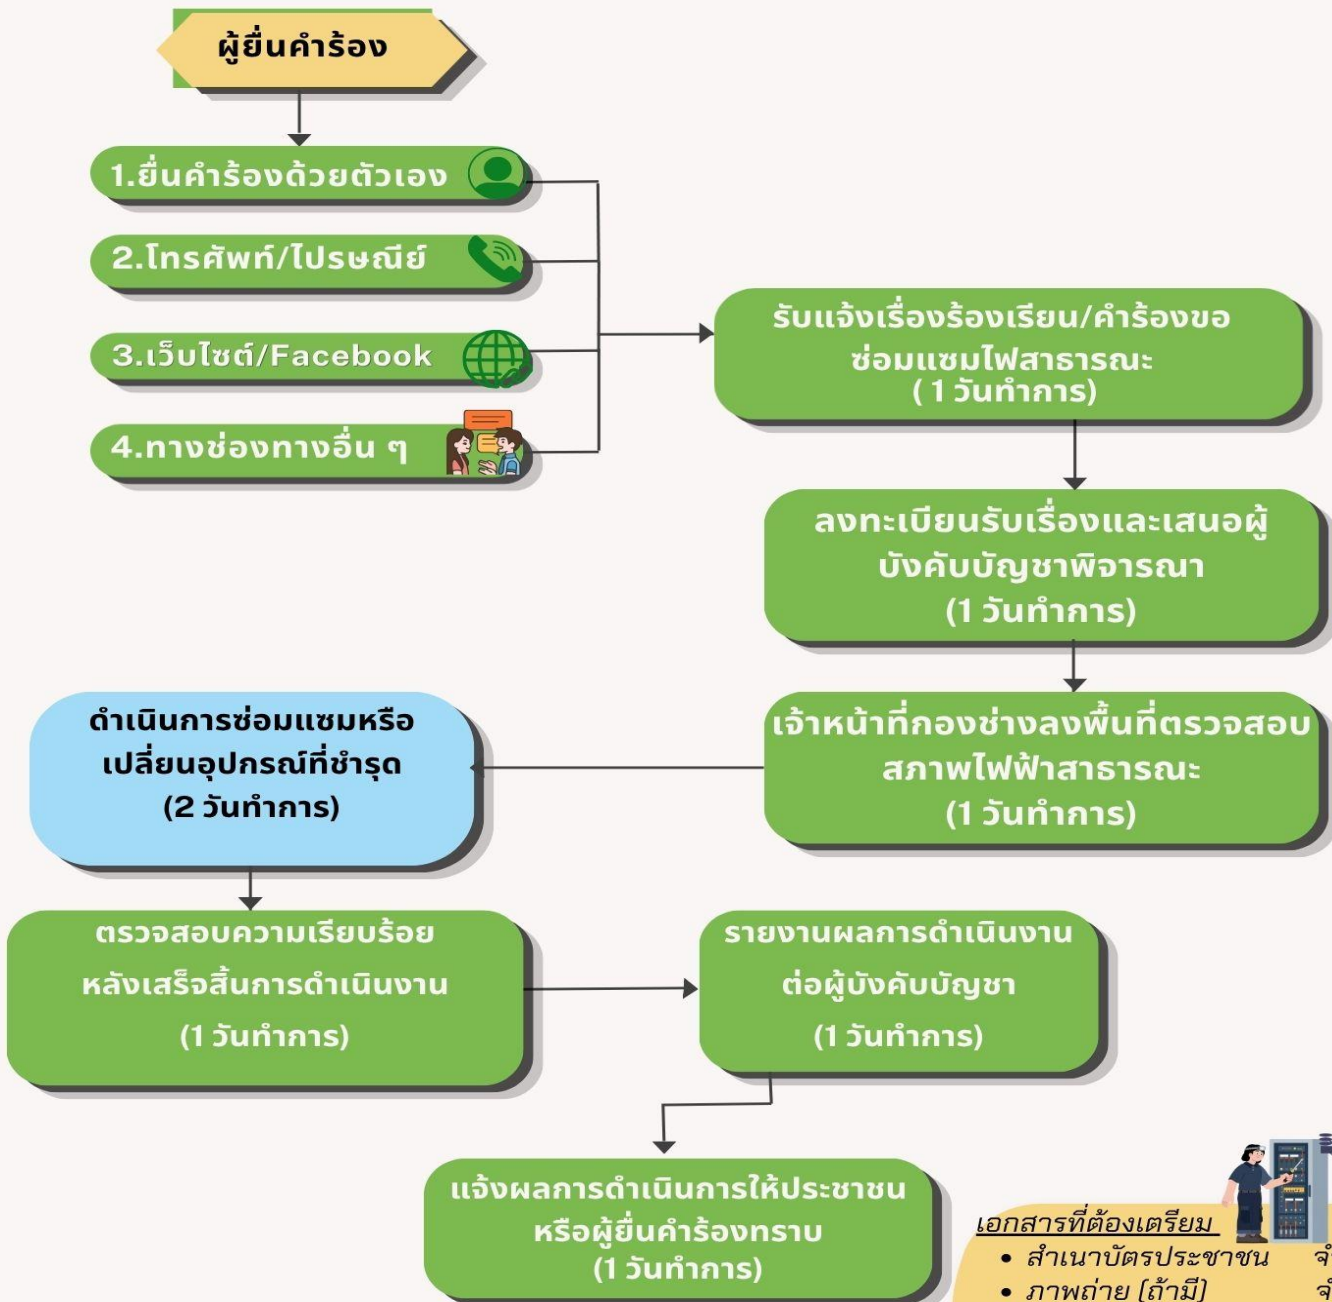 ผู้ยื่นคำร้อง
1.ยื่นคำร้องด้วยตัวเอง
2.โทรศัพท์/ไปรษณีย์
3.เว็บไซต์/Facebook
4.ทางช่องทางอื่น ๆ
รับแจ้งเรื่องร้องเรียน/คำร้องขอ
ซ่อมแซมไฟสาธารณะ
( 1 วันทำการ)
ลงทะเบียนรับเรื่องและเสนอผู้
บังคับบัญชาพิจารณา
(1 วันทำการ)
เจ้าหน้าที่กองช่างลงพื้นที่ตรวจสอบ
สภาพไฟฟ้าสาธารณะ
(1 วันทำการ)
ดำเนินการซ่อมแซมหรือ
เปลี่ยนอุปกรณ์ที่ชำรุด
(2 วันทำการ)
ตรวจสอบความเรียบร้อย
หลังเสร็จสิ้นการดำเนินงาน
(1 วันทำการ)
รายงานผลการดำเนินงาน
ต่อผู้บังคับบัญชา
(1 วันทำการ)
แจ้งผลการดำเนินการให้ประชาชน
หรือผู้ยื่นคำร้องทราบ
(1 วันทำการ)
เอกสารที่ต้องเตรียม
• สำเนาบัตรประชาชน
• ภาพถ่าย (ถ้ามี)